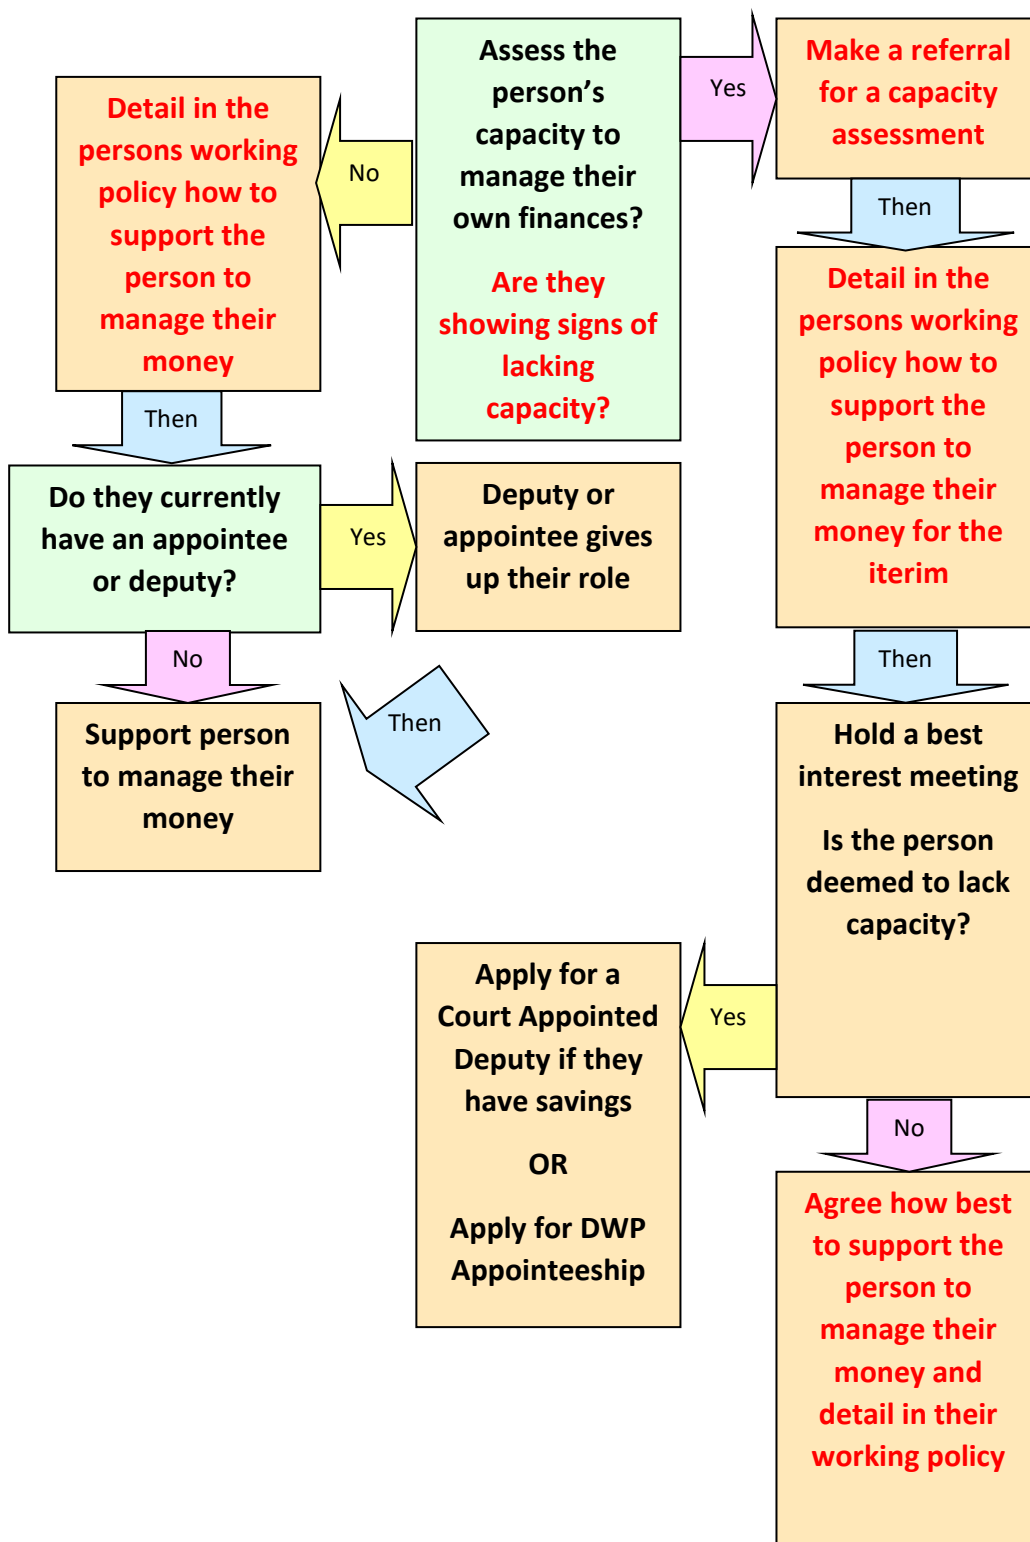 Assess the
person’s
capacity to
manage their
own finances?
Are they
showing signs of
lacking
capacity?
No
Detail in the
persons working
policy how to
support the
person to
manage their
money
Then
Do they currently
have an appointee
or deputy?
Yes
Deputy or
appointee gives
up their role
Then
No
Support person
to manage their
money
Yes
Make a referral
for a capacity
assessment
Then
Detail in the
persons working
policy how to
support the
person to
manage their
money for the
iterim
Then
Hold a best
interest meeting
Is the person
deemed to lack
capacity?
Yes
Apply for a
Court Appointed
Deputy if they
have savings
OR
Apply for DWP
Appointeeship
No
Agree how best
to support the
person to
manage their
money and
detail in their
working policy